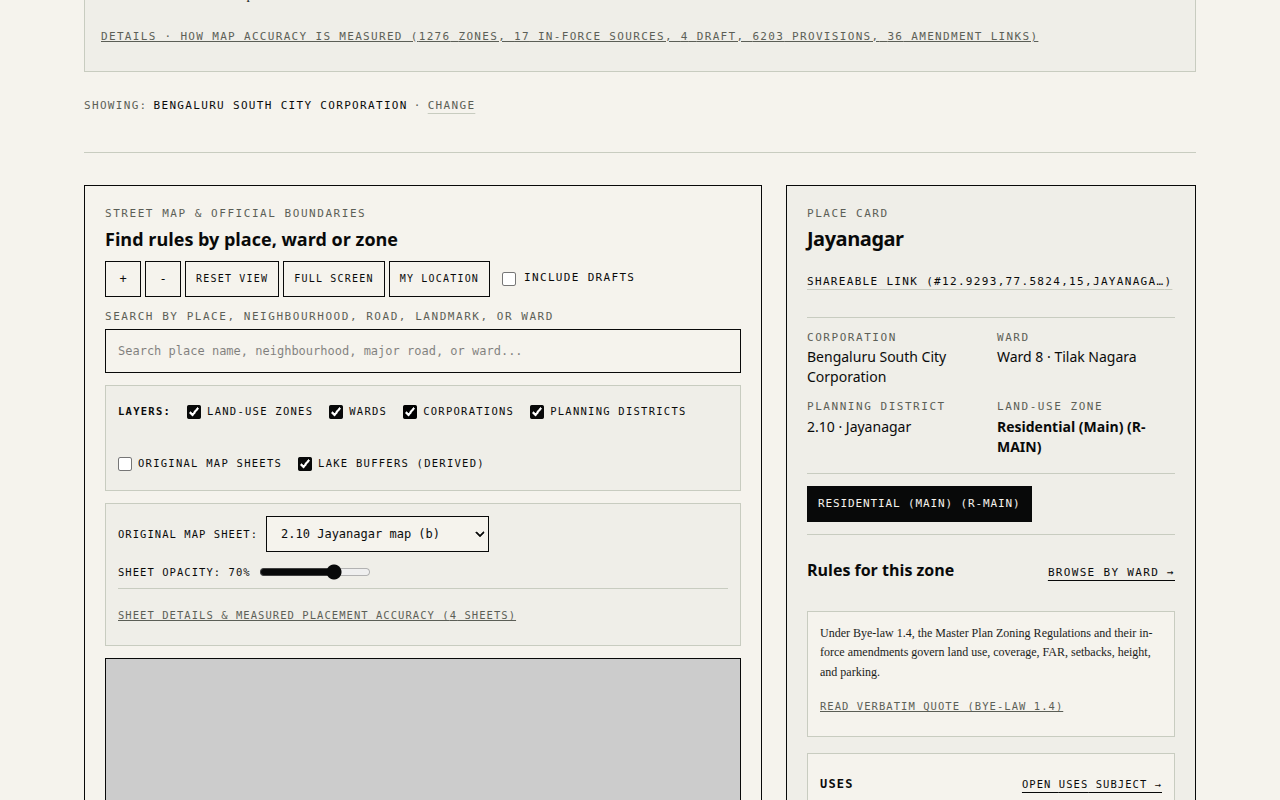 DETAILS · HOW MAP ACCURACY IS MEASURED (1276 ZONES, 17 IN-FORCE SOURCES, 4 DRAFT, 6203 PROVISIONS, 36 AMENDMENT LINKS)
SHOWING: BENGALURU SOUTH CITY CORPORATION · CHANGE
STREET MAP & OFFICIAL BOUNDARIES
Find rules by place, ward or zone
+ - RESET VIEW FULL SCREEN MY LOCATION INCLUDE DRAFTS
SEARCH BY PLACE, NEIGHBOURHOOD, ROAD, LANDMARK, OR WARD
Search place name, neighbourhood, major road, or ward...
LAYERS: LAND-USE ZONES WARDS CORPORATIONS PLANNING DISTRICTS
ORIGINAL MAP SHEETS LAKE BUFFERS (DERIVED)
ORIGINAL MAP SHEET: 2.10 Jayanagar map (b)
SHEET OPACITY: 70%
SHEET DETAILS & MEASURED PLACEMENT ACCURACY (4 SHEETS)
PLACE CARD
Jayanagar
SHAREABLE LINK (#12.9293,77.5824,15,JAYANAGA…)
CORPORATION
Bengaluru South City
Corporation
WARD
Ward 8 · Tilak Nagara
PLANNING DISTRICT
2.10 · Jayanagar
LAND-USE ZONE
Residential (Main) (R-
MAIN)
RESIDENTIAL (MAIN) (R-MAIN)
Rules for this zone
BROWSE BY WARD →
Under Bye-law 1.4, the Master Plan Zoning Regulations and their in-
force amendments govern land use, coverage, FAR, setbacks, height,
and parking.
READ VERBATIM QUOTE (BYE-LAW 1.4)
USES
OPEN USES SUBJECT →